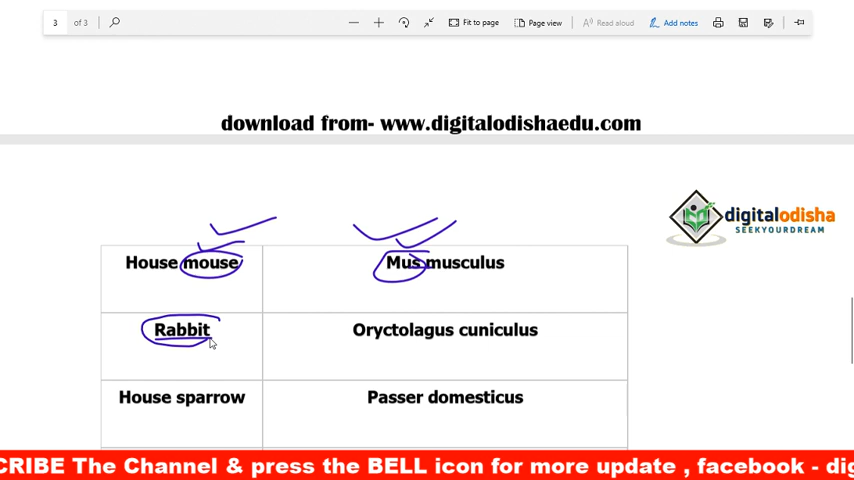 3 of 3 Fit to page Page view Read aloud Add notes
download from- www.digitalodishaedu.com
digitalodisha
SEEKYOURDREAM
House mouse Mus musculus
Rabbit Oryctolagus cuniculus
House sparrow Passer domesticus
CRIBE The Channel & press the BELL icon for more update , facebook - dig